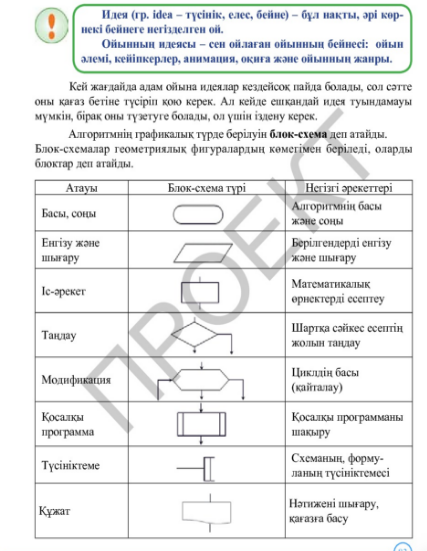 Идея (гр. idea – түсінік, елес, бейне) – бұл нақты, әрі көр-
некі бейнеге негізделген ой.
Ойынның идеясы – сен ойлаған ойынның бейнесі: ойын
әлемі, кейіпкерлер, анимация, оқиға және ойынның жанры.
Кей жағдайда адам ойына идеялар кездейсоқ пайда болады, сол сәтте
оны қағаз бетіне түсіріп қою керек. Ал кейде ешқандай идея туындамауы
мүмкін, бірақ оны түзетуге болады, ол үшін іздену керек.
Алгоритмнің графикалық түрде берілуін блок-схема деп атайды.
Блок-схемалар геометриялық фигуралардың көмегімен беріледі, оларды
блоктар деп атайды.
Атауы Блок-схема түрі Негізгі әрекеттері
Басы, соңы
Алгоритмнің басы
және соңы
Енгізу және
шығару
Берілгендерді енгізу
және шығару
Іс-әрекет
Математикалық
өрнектерді есептеу
Таңдау
Шартқа сәйкес есептің
жолын таңдау
Модификация
Циклдің басы
(қайталау)
Қосалқы
программа
Қосалқы программаны
шақыру
Түсініктеме
Схеманың, форму-
ланың түсініктемесі
Құжат
Нәтижені шығару,
қағазға басу
ПРОЕКТ